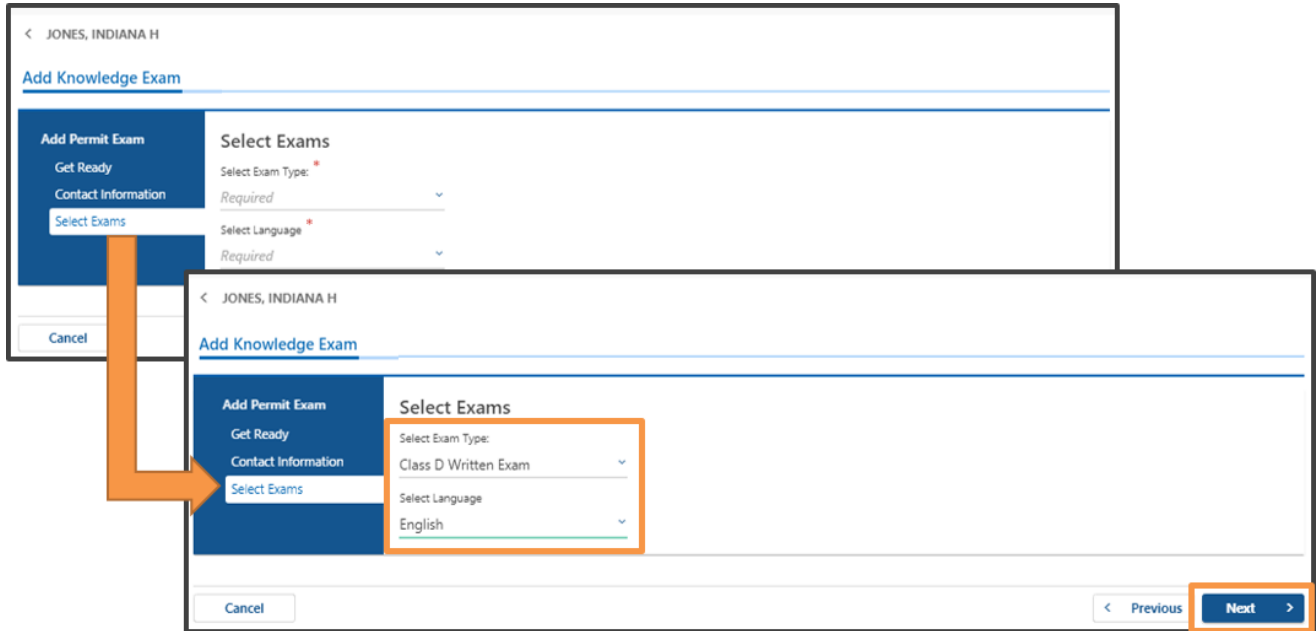 < JONES, INDIANA H
Add Knowledge Exam
Add Permit Exam
Get Ready
Contact Information
Select Exams
Select Exams
Select Exam Type: *
Required
Select Language *
Required
Cancel
< JONES, INDIANA H
Add Knowledge Exam
Add Permit Exam
Get Ready
Contact Information
Select Exams
Select Exams
Select Exam Type:
Class D Written Exam
Select Language
English
Cancel
< Previous
Next >